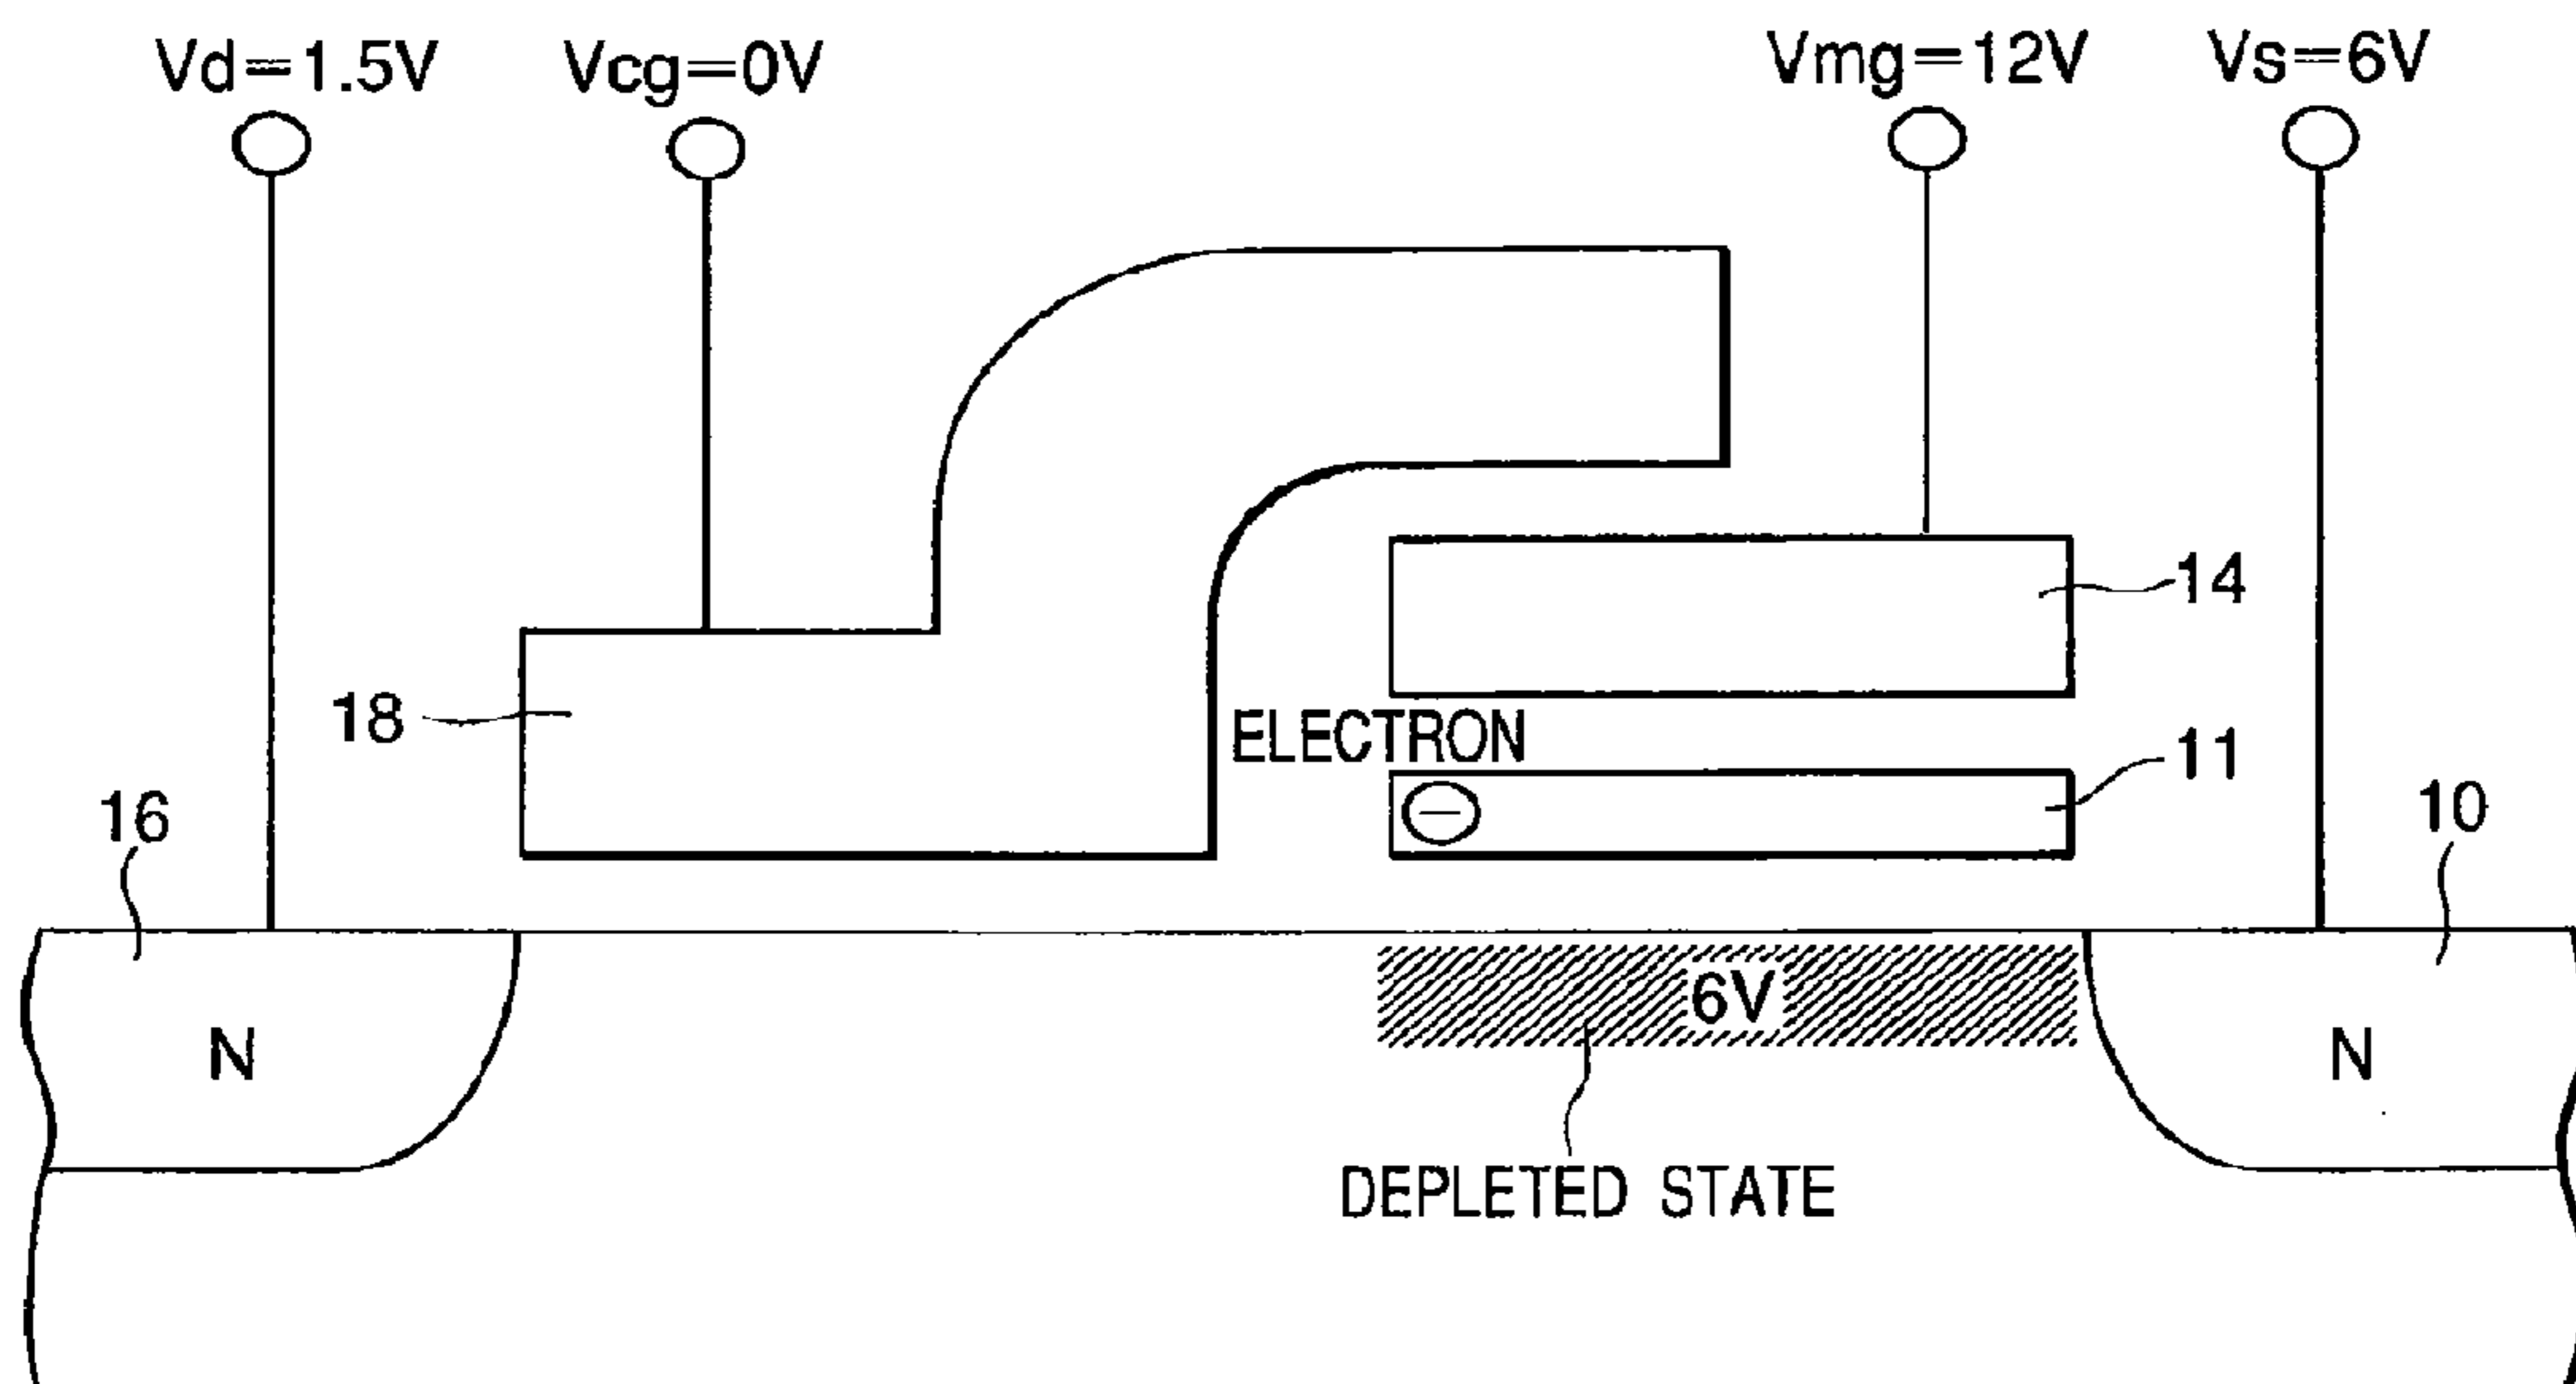 Vd=1.5V
Vcg=0V
Vmg=12V
Vs=6V
14
18
ELECTRON
11
16
10
−
6V
N
N
DEPLETED STATE